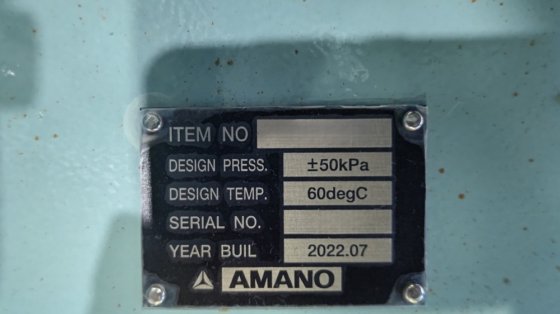 ITEM NO
DESIGN PRESS. ±50kPa
DESIGN TEMP. 60degC
SERIAL NO.
YEAR BUIL 2022.07
AMANO